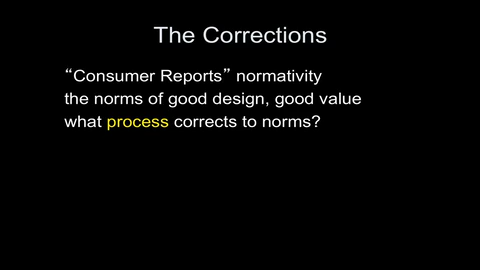 The Corrections
“Consumer Reports” normativity
the norms of good design, good value
what process corrects to norms?